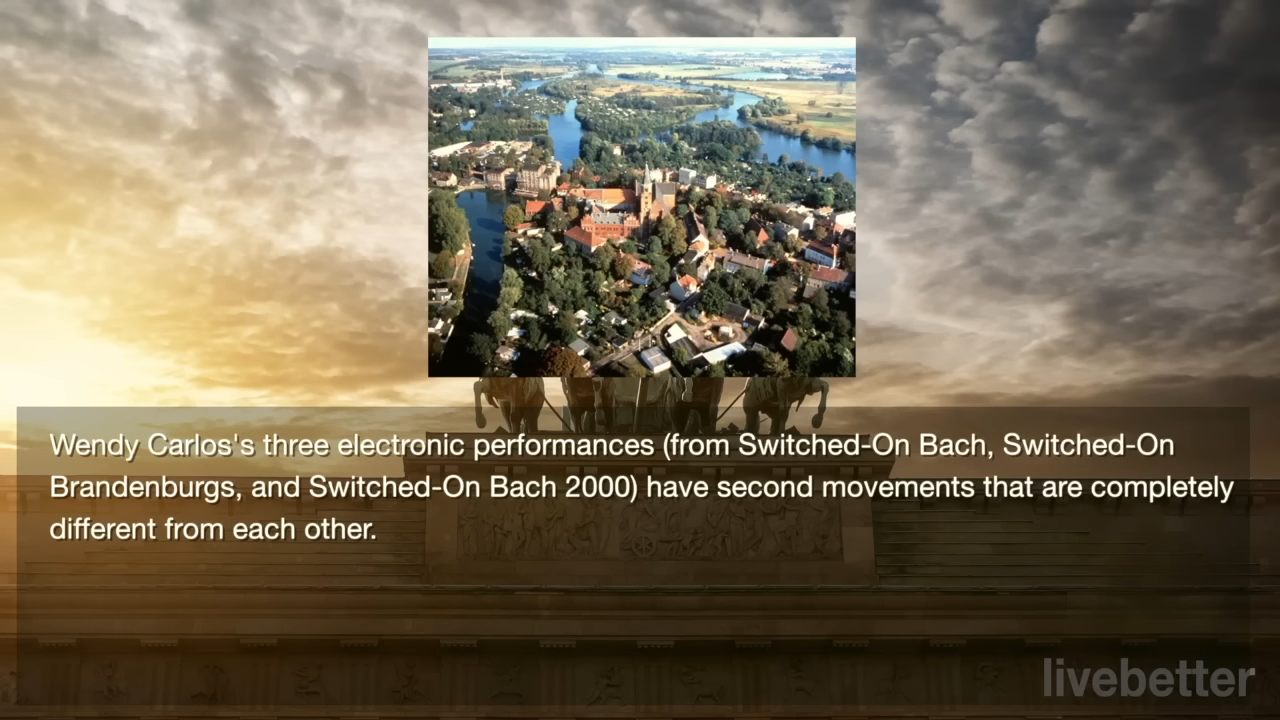 Wendy Carlos's three electronic performances (from Switched-On Bach, Switched-On
Brandenburgs, and Switched-On Bach 2000) have second movements that are completely
different from each other.
livebetter